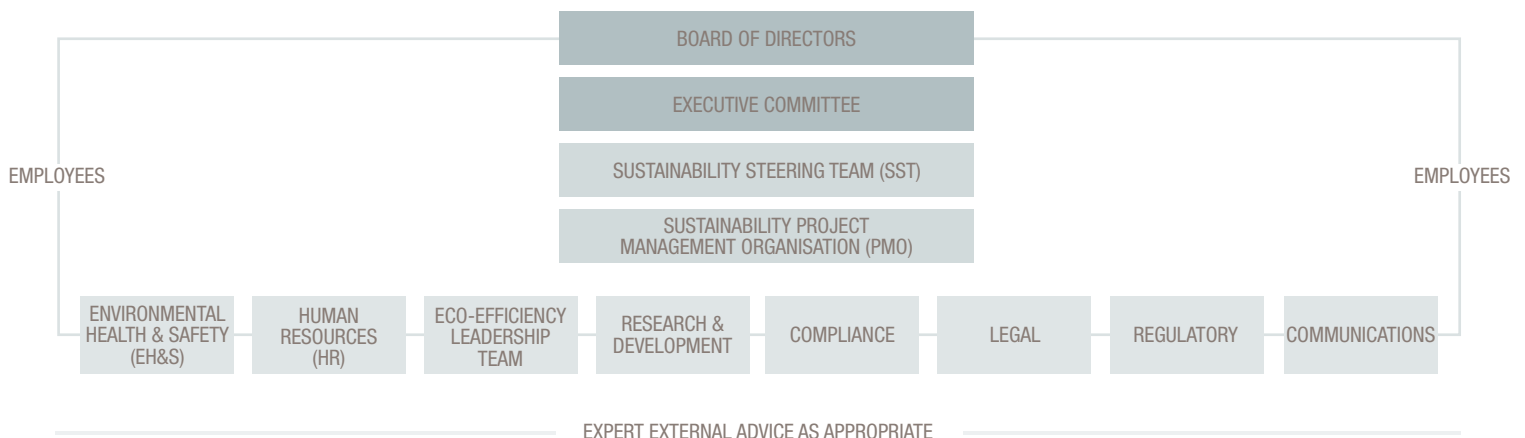 BOARD OF DIRECTORS
EXECUTIVE COMMITTEE
EMPLOYEES
SUSTAINABILITY STEERING TEAM (SST)
EMPLOYEES
SUSTAINABILITY PROJECT
MANAGEMENT ORGANISATION (PMO)
ENVIRONMENTAL
HEALTH & SAFETY
(EH&S)
HUMAN
RESOURCES
(HR)
ECO-EFFICIENCY
LEADERSHIP
TEAM
RESEARCH &
DEVELOPMENT
COMPLIANCE
LEGAL
REGULATORY
COMMUNICATIONS
EXPERT EXTERNAL ADVICE AS APPROPRIATE